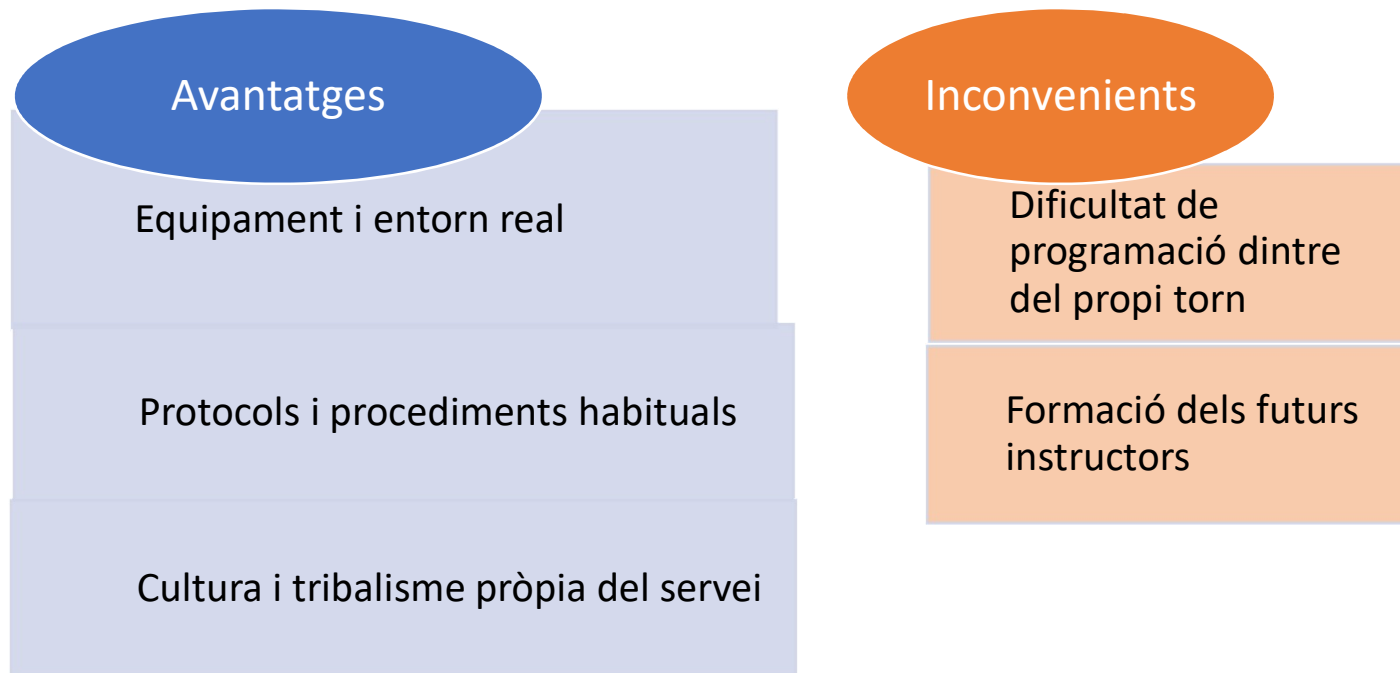 Avantatges
Equipament i entorn real
Protocols i procediments habituals
Cultura i tribalisme pròpia del servei
Inconvenients
Dificultat de
programació dintre
del propi torn
Formació dels futurs
instructors